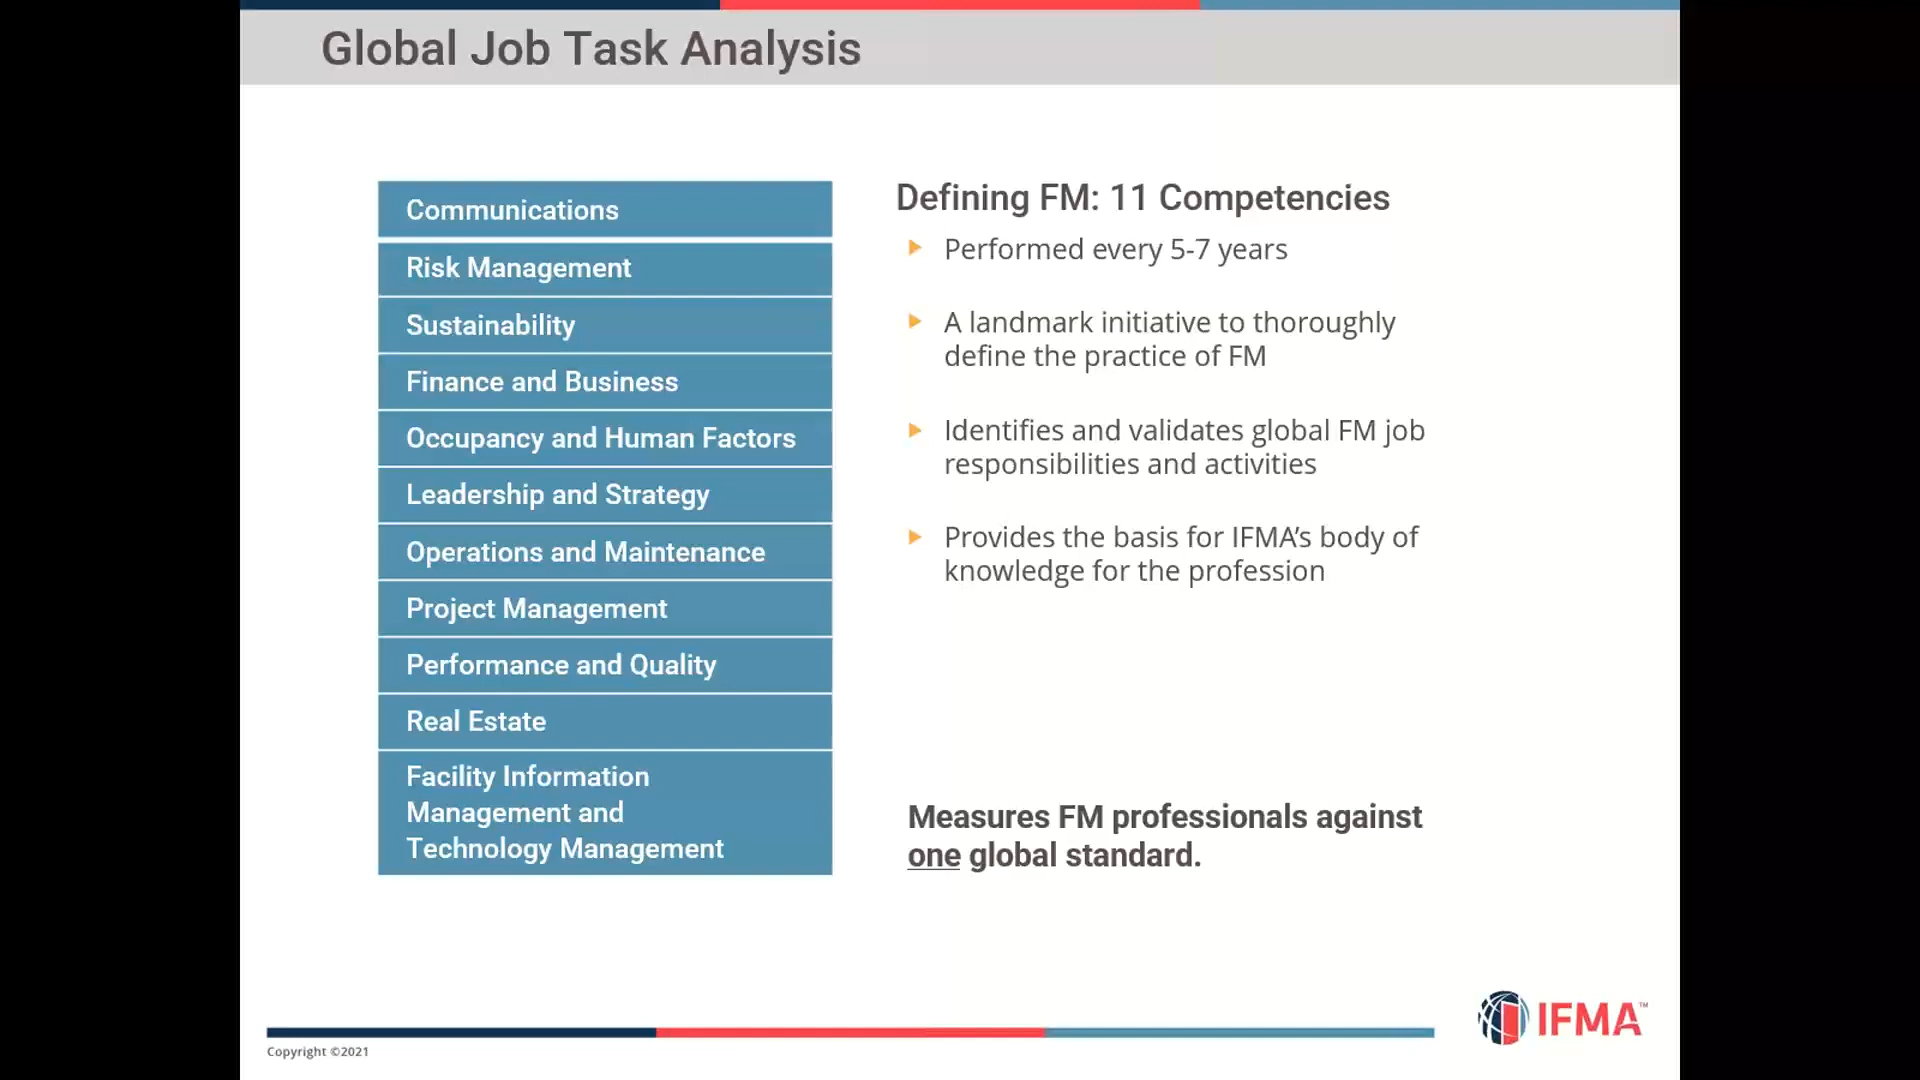 Global Job Task Analysis
Communications
Risk Management
Sustainability
Finance and Business
Occupancy and Human Factors
Leadership and Strategy
Operations and Maintenance
Project Management
Performance and Quality
Real Estate
Facility Information
Management and
Technology Management
Defining FM: 11 Competencies
Performed every 5-7 years
A landmark initiative to thoroughly
define the practice of FM
Identifies and validates global FM job
responsibilities and activities
Provides the basis for IFMA’s body of
knowledge for the profession
Measures FM professionals against
one global standard.
IFMA™
Copyright ©2021